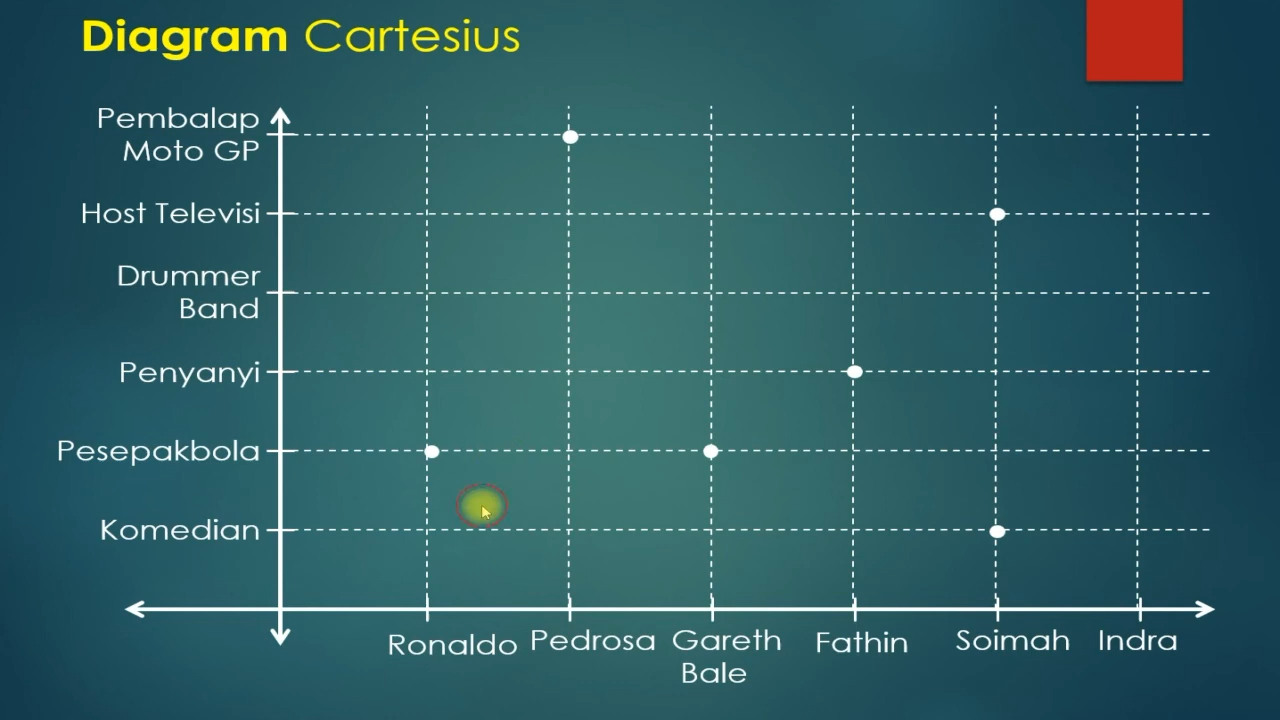 Diagram Cartesius
Pembalap
Moto GP
Host Televisi
Drummer
Band
Penyanyi
Pesepakbola
Komedian
Ronaldo
Pedrosa
Gareth
Bale
Fathin
Soimah
Indra